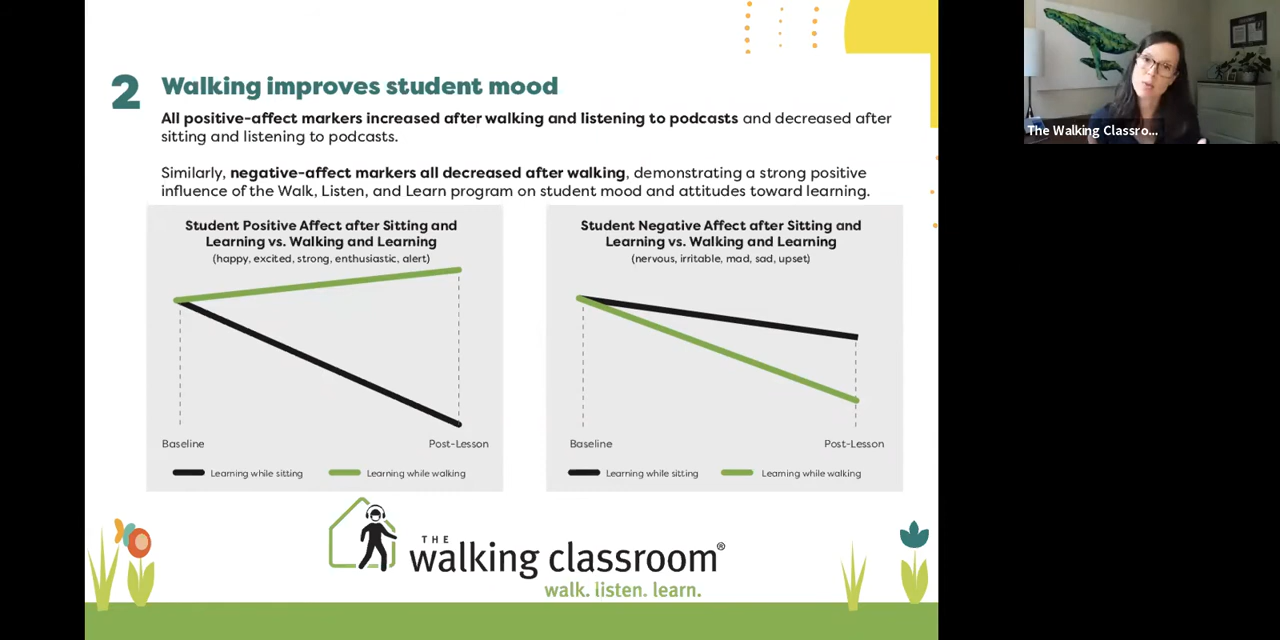 2
Walking improves student mood
All positive-affect markers increased after walking and listening to podcasts and decreased after
sitting and listening to podcasts.
Similarly, negative-affect markers all decreased after walking, demonstrating a strong positive
influence of the Walk, Listen, and Learn program on student mood and attitudes toward learning.
Student Positive Affect after Sitting and
Learning vs. Walking and Learning
(happy, excited, strong, enthusiastic, alert)
Baseline
Post-Lesson
Learning while sitting
Learning while walking
Student Negative Affect after Sitting and
Learning vs. Walking and Learning
(nervous, irritable, mad, sad, upset)
Baseline
Post-Lesson
Learning while sitting
Learning while walking
THE
walking classroom®
walk. listen. learn.
The Walking Classro...